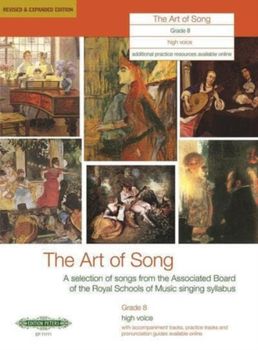 REVISED & EXPANDED EDITION
The Art of Song
Grade 8
high voice
additional practice resources available online
The Art of Song
A selection of songs from the Associated Board
of the Royal Schools of Music singing syllabus
Grade 8
high voice
with accompaniment tracks, practice tracks and
pronunciation guides available online
EDITION PETERS